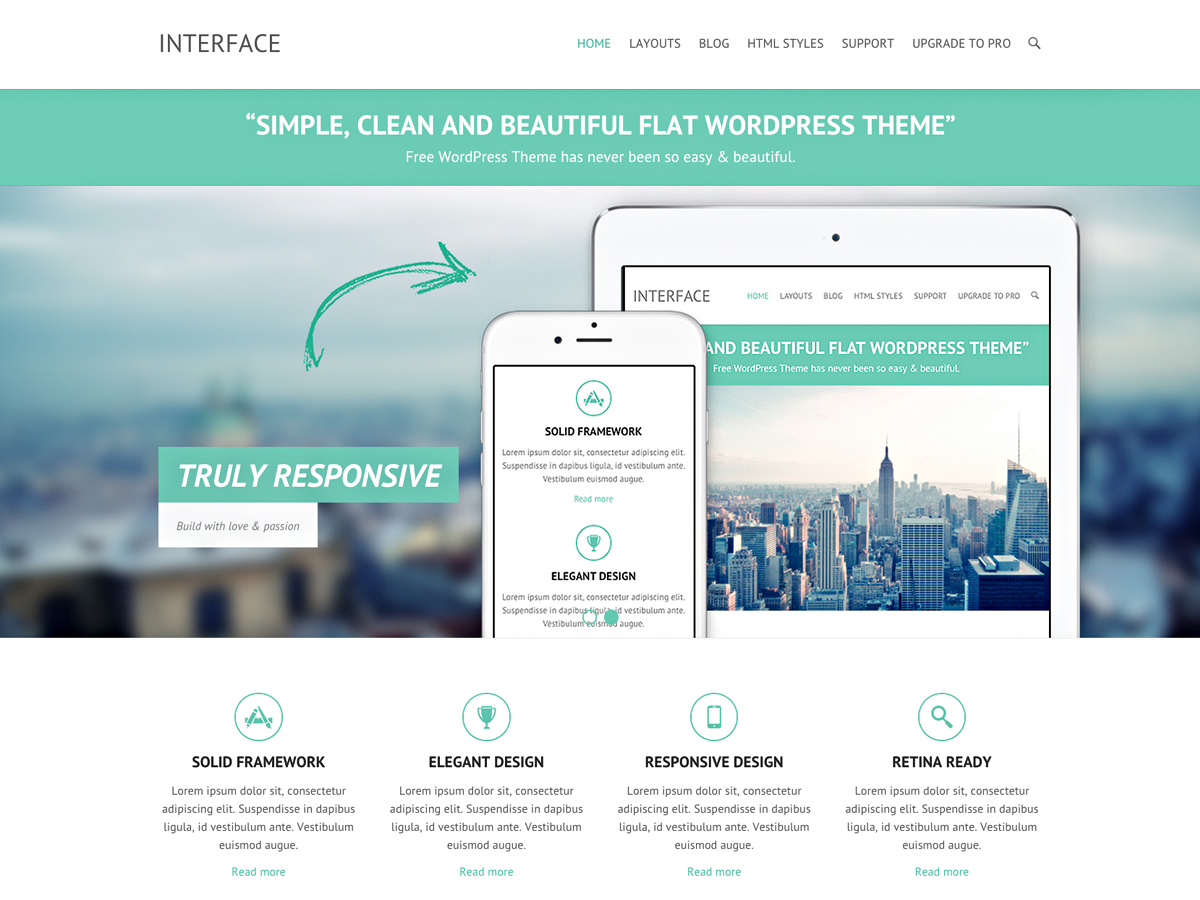 INTERFACE
HOME LAYOUTS BLOG HTML STYLES SUPPORT UPGRADE TO PRO
“SIMPLE, CLEAN AND BEAUTIFUL FLAT WORDPRESS THEME”
Free WordPress Theme has never been so easy & beautiful.
INTERFACE
HOME LAYOUTS BLOG HTML STYLES SUPPORT UPGRADE TO PRO
AND BEAUTIFUL FLAT WORDPRESS THEME”
Free WordPress Theme has never been so easy & beautiful.
SOLID FRAMEWORK
Lorem ipsum dolor sit, consectetur adipiscing elit.
Suspendisse in dapibus ligula, id vestibulum ante.
Vestibulum euismod augue.
Read more
ELEGANT DESIGN
Lorem ipsum dolor sit, consectetur adipiscing elit.
Suspendisse in dapibus ligula, id vestibulum ante.
Vestibulum euismod augue.
TRULY RESPONSIVE
Build with love & passion
SOLID FRAMEWORK
Lorem ipsum dolor sit, consectetur
adipiscing elit. Suspendisse in dapibus
ligula, id vestibulum ante. Vestibulum
euismod augue.
Read more
ELEGANT DESIGN
Lorem ipsum dolor sit, consectetur
adipiscing elit. Suspendisse in dapibus
ligula, id vestibulum ante. Vestibulum
euismod augue.
Read more
RESPONSIVE DESIGN
Lorem ipsum dolor sit, consectetur
adipiscing elit. Suspendisse in dapibus
ligula, id vestibulum ante. Vestibulum
euismod augue.
Read more
RETINA READY
Lorem ipsum dolor sit, consectetur
adipiscing elit. Suspendisse in dapibus
ligula, id vestibulum ante. Vestibulum
euismod augue.
Read more